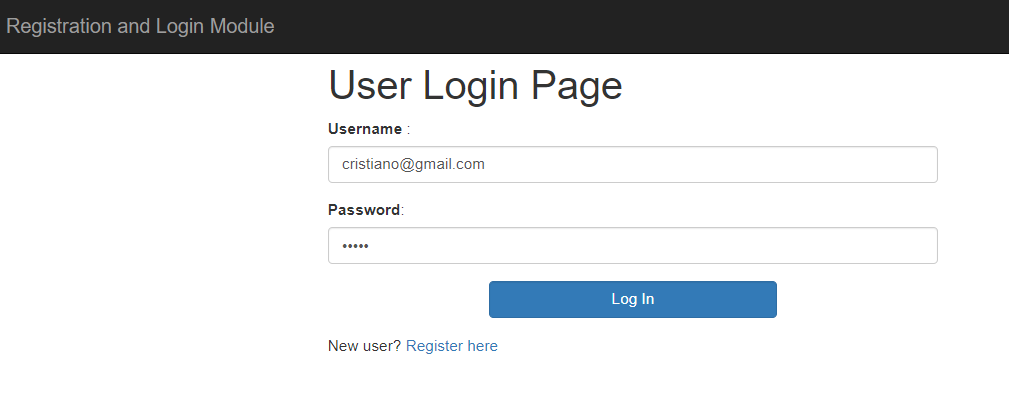 Registration and Login Module
User Login Page
Username :
cristiano@gmail.com
Password:
•••••
Log In
New user? Register here